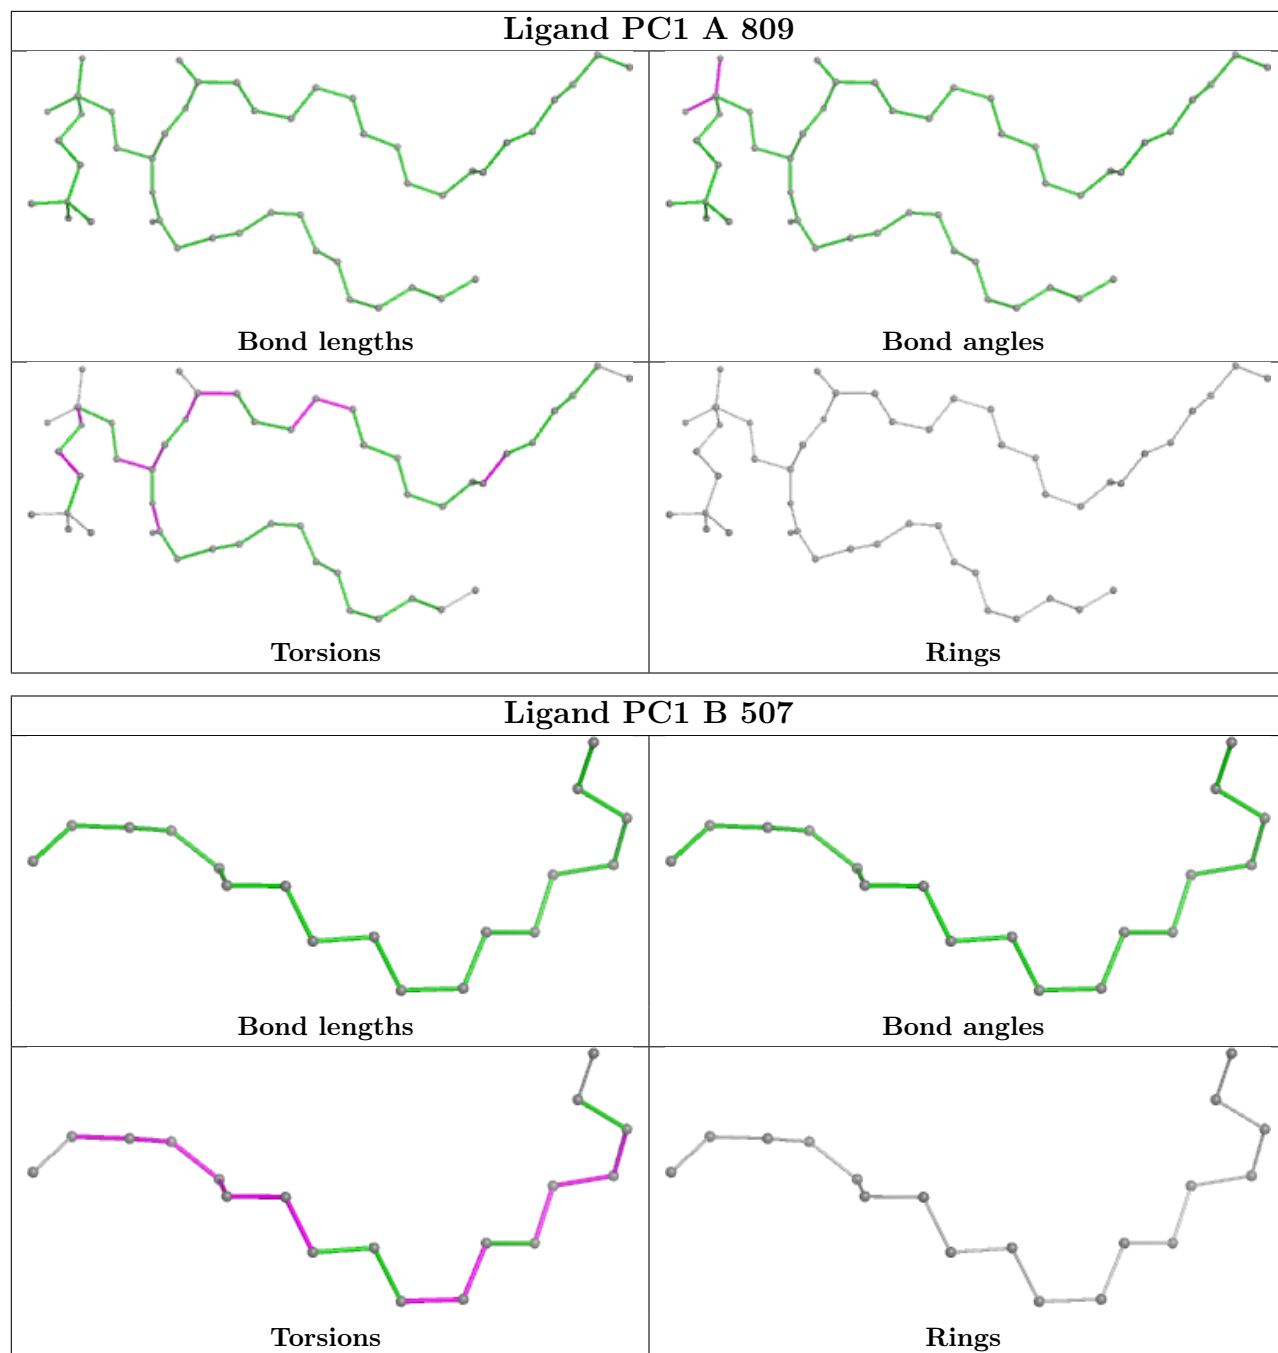 Ligand PC1 A 809
Bond lengths
Bond angles
Torsions
Rings
Ligand PC1 B 507
Bond lengths
Bond angles
Torsions
Rings